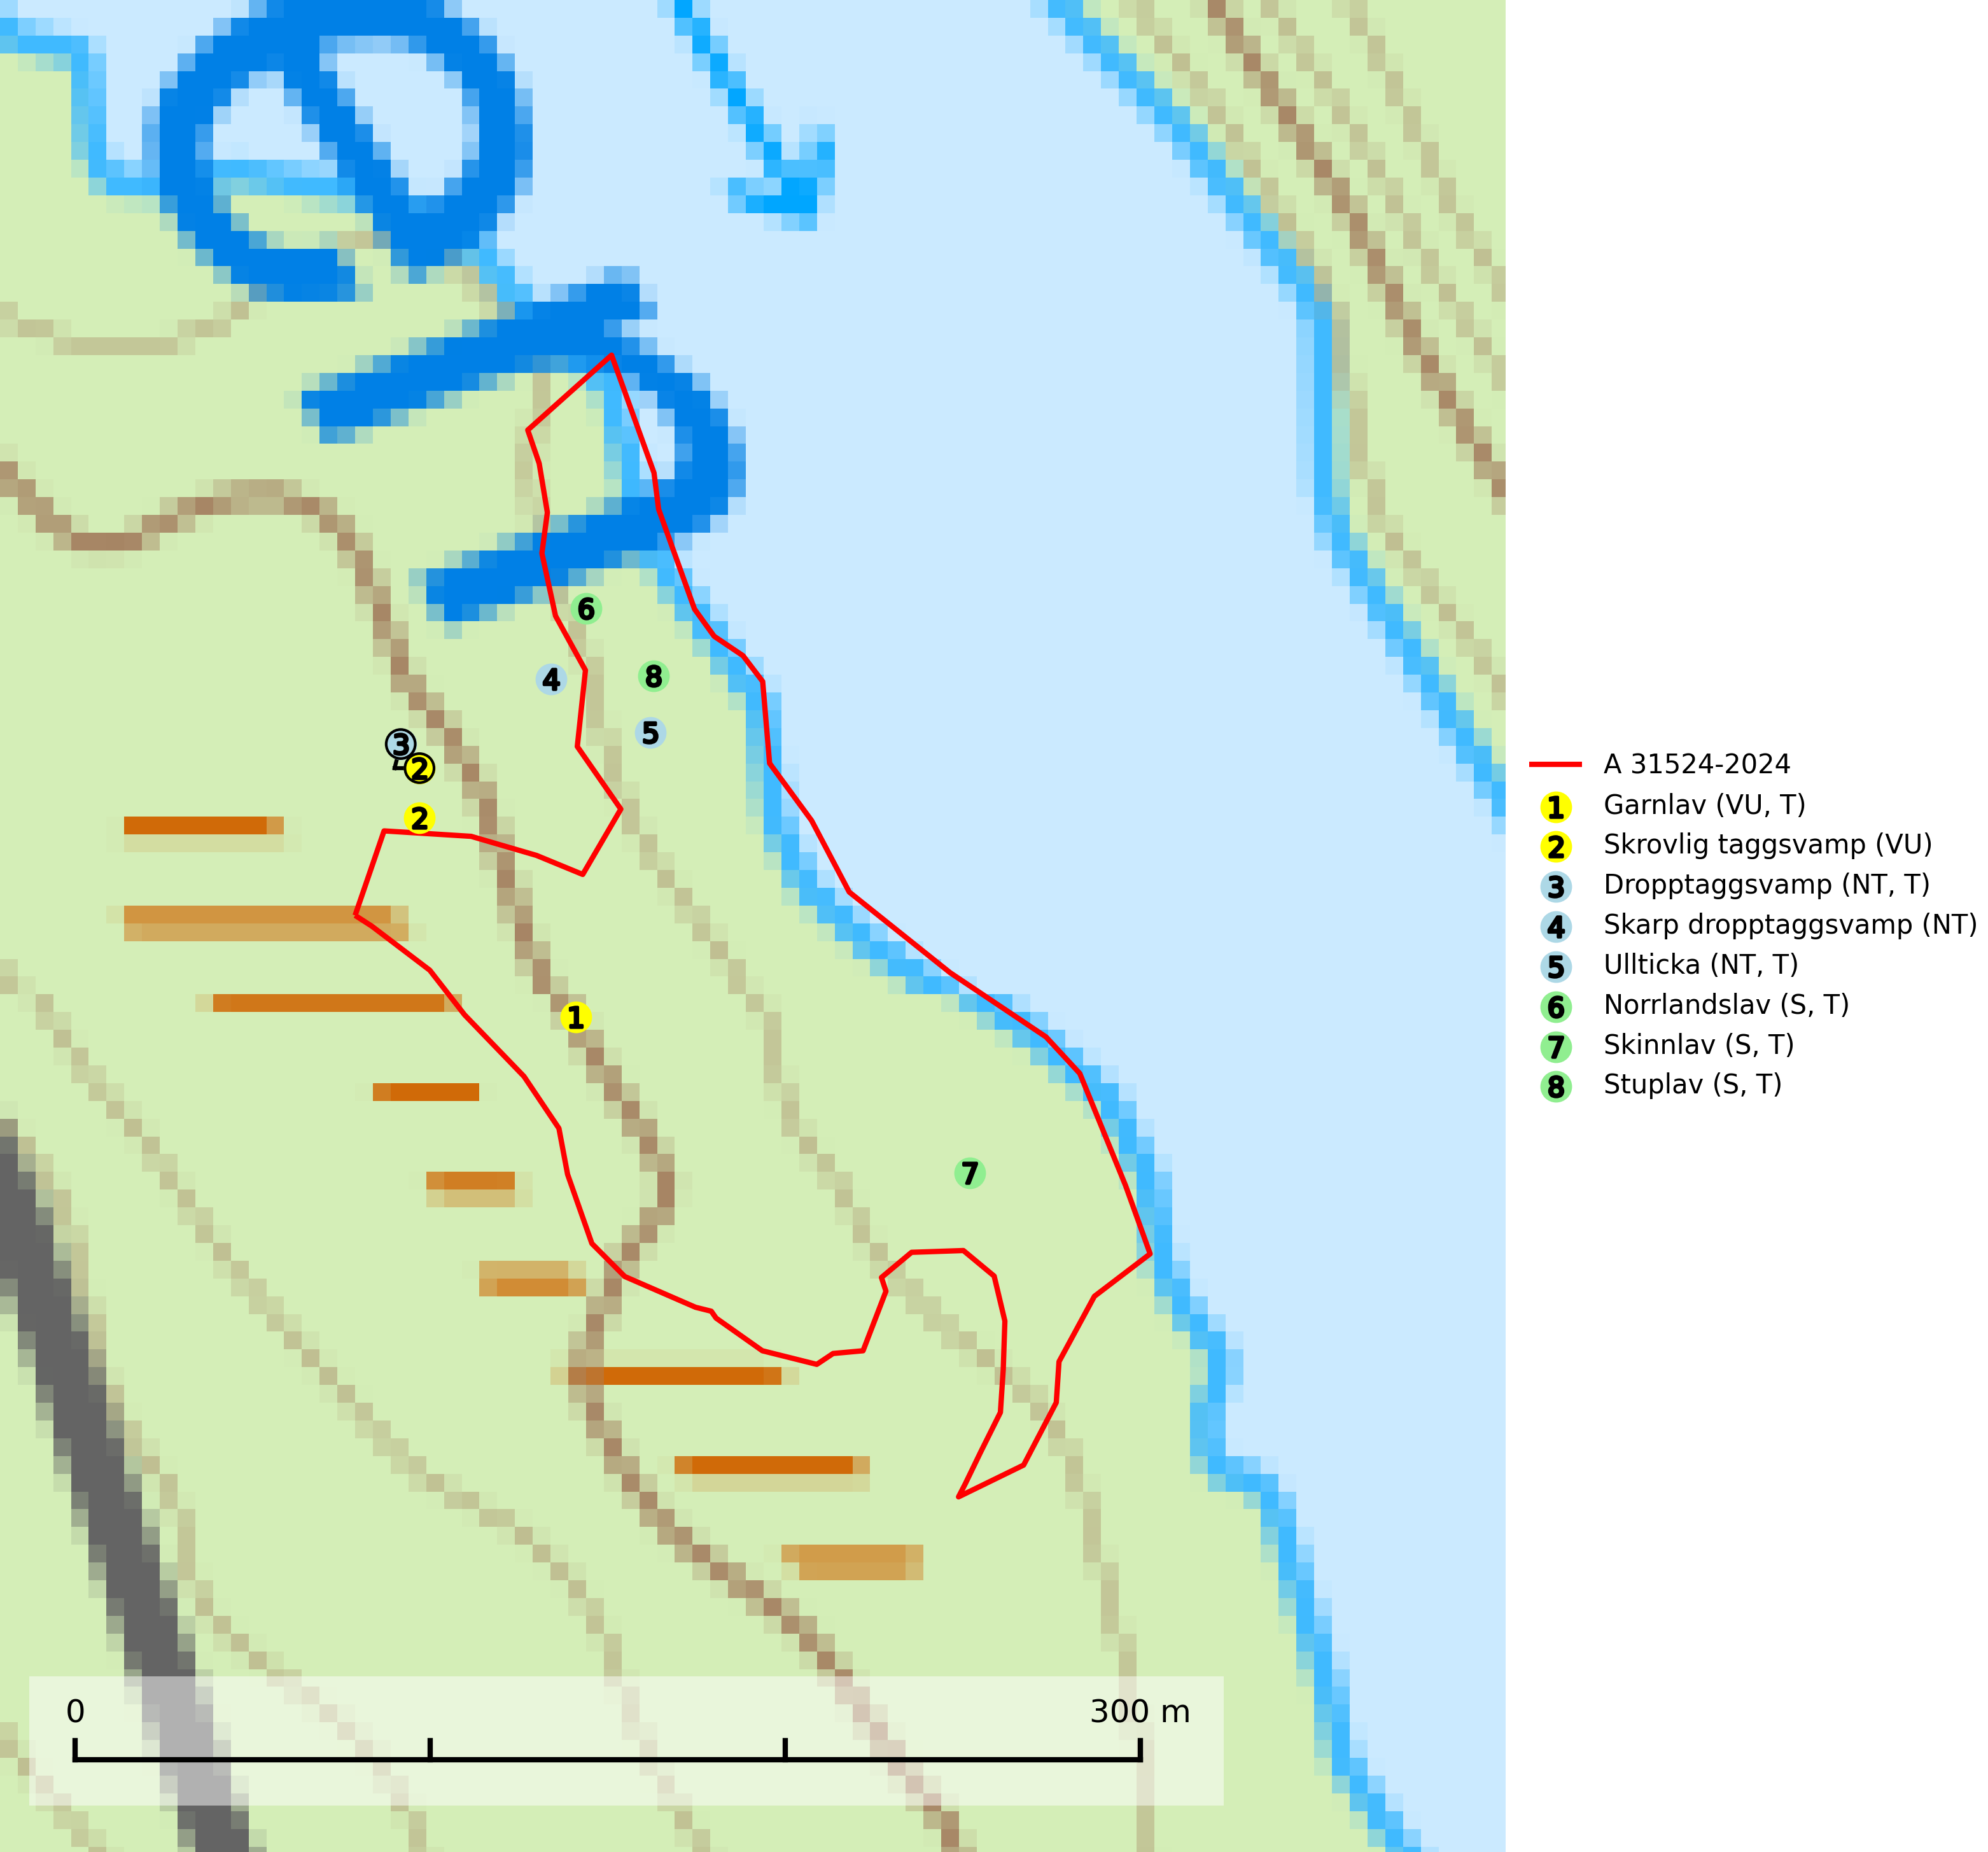 6
4
8
5
3
2
2
1
7
0
300 m
A 31524-2024
1 Garnlav (VU, T)
2 Skrovlig taggsvamp (VU)
3 Dropptaggsvamp (NT, T)
4 Skarp dropptaggsvamp (NT)
5 Ullticka (NT, T)
6 Norrlandslav (S, T)
7 Skinnlav (S, T)
8 Stuplav (S, T)